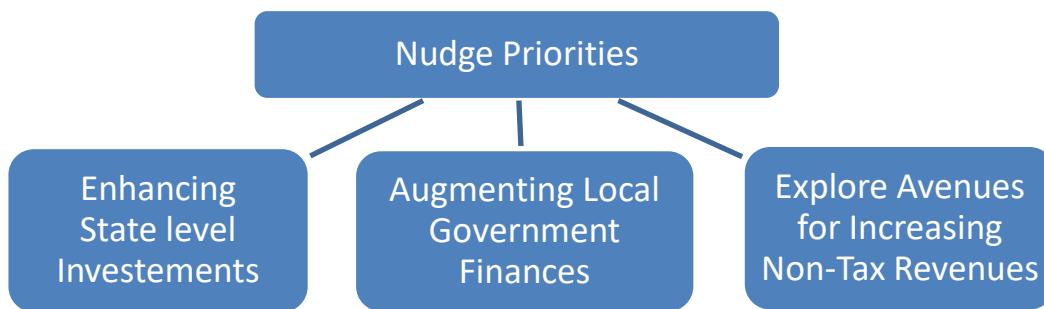 Nudge Priorities
Enhancing
State level
Investements
Augmenting Local
Government
Finances
Explore Avenues
for Increasing
Non-Tax Revenues